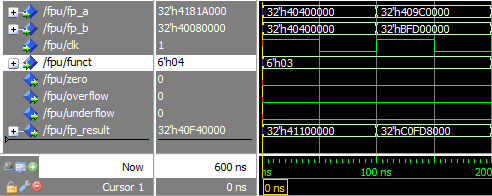 /fpu/fp_a 32'h4181A000 32'h40400000 32'h409C0000
/fpu/fp_b 32'h40080000 32'h40400000 32'hBFD00000
/fpu/clk 1
/fpu/funct 6'h04 6'h03
/fpu/zero 0
/fpu/overflow 0
/fpu/underflow 0
/fpu/fp_result 32'h40F40000 32'h41100000 32'hC0FD8000
Now 600 ns ns 100 ns 200
Cursor 1 0 ns 0 ns